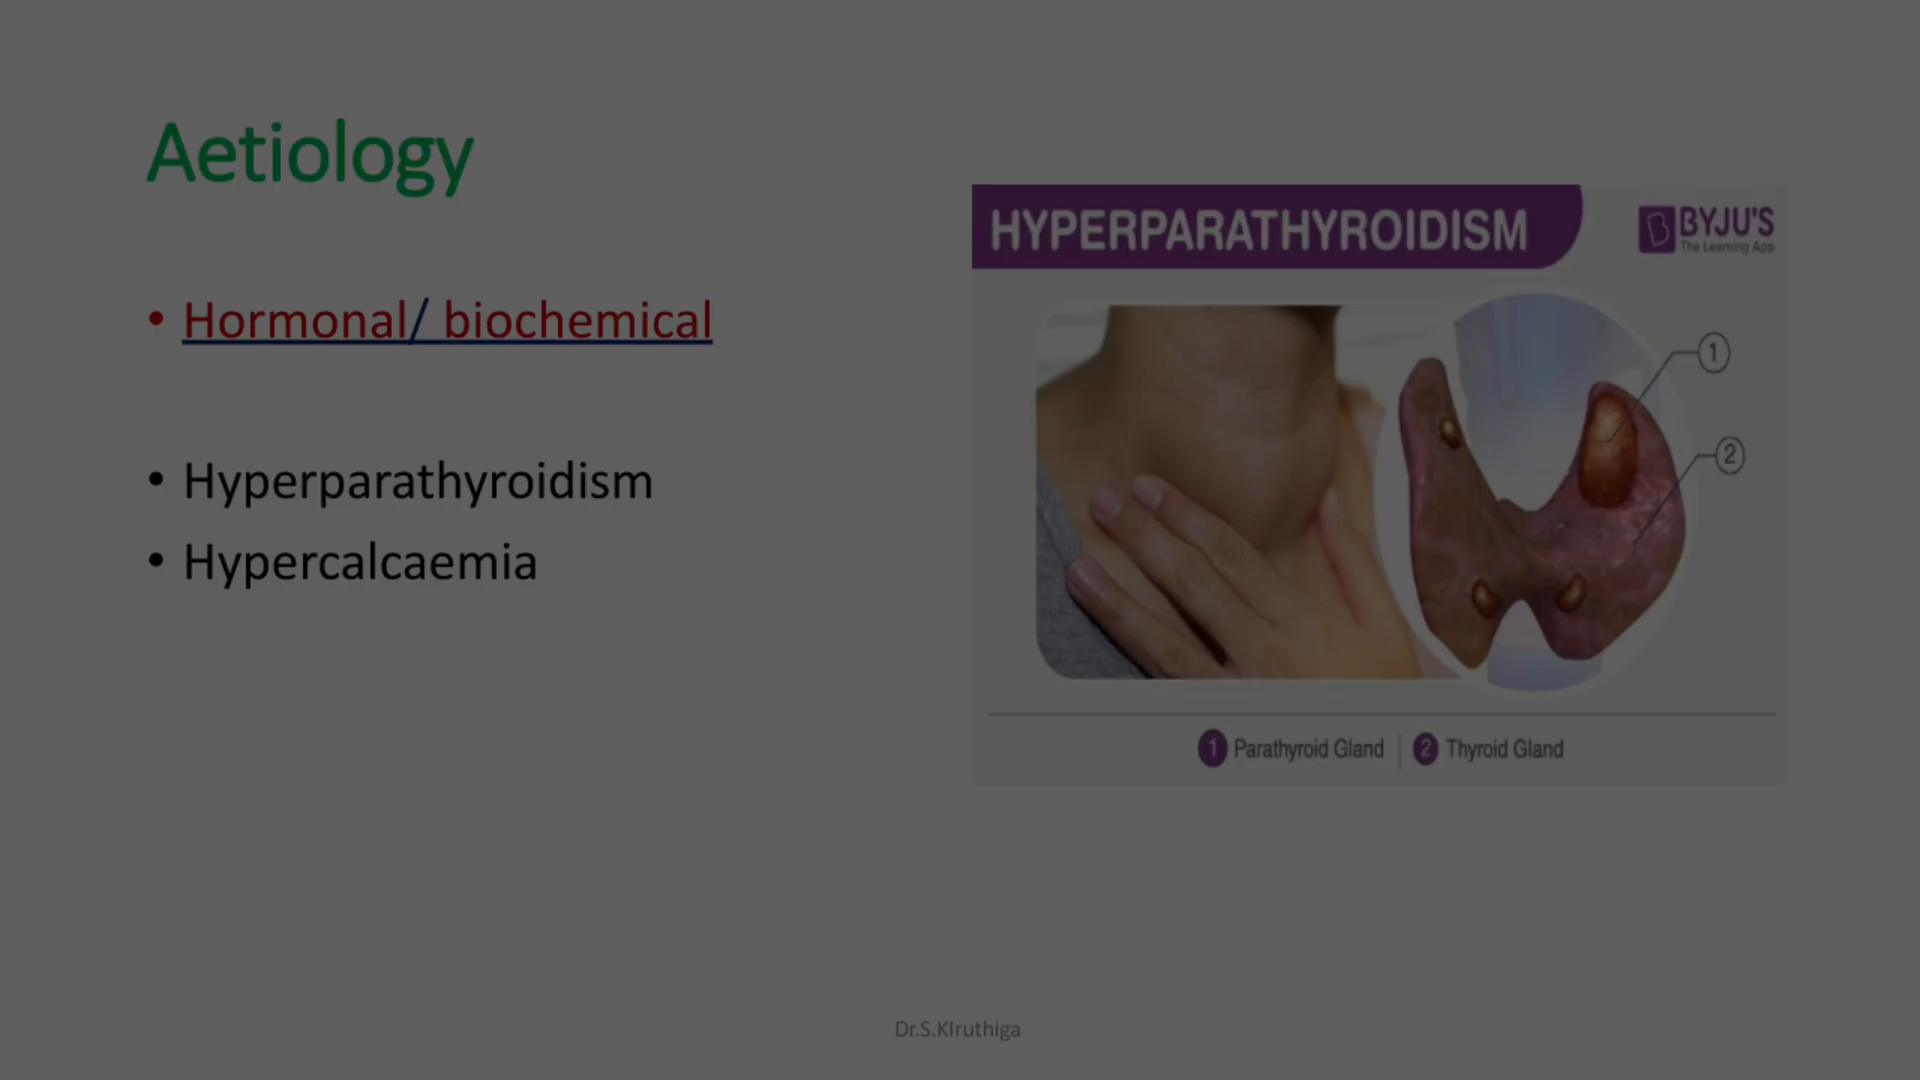 Aetiology
• Hormonal/ biochemical
• Hyperparathyroidism
• Hypercalcaemia
HYPERPARATHYROIDISM
BYJU'S
The Learning App
1
2
1 Parathyroid Gland | 2 Thyroid Gland
Dr.S.KIruthiga